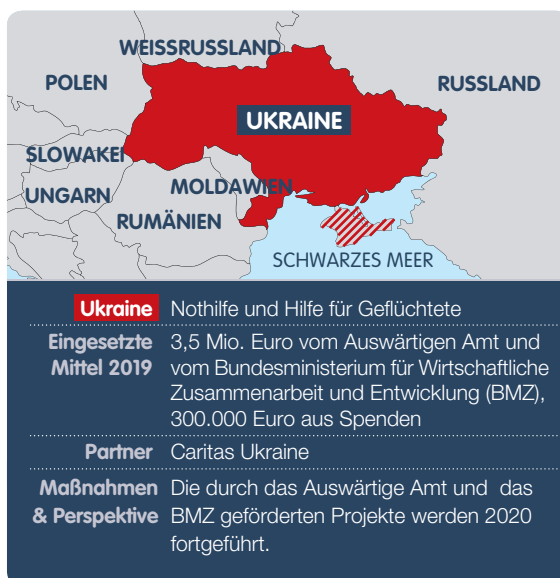 WEISSRUSSLAND
POLEN
RUSSLAND
UKRAINE
SLOWAKEI
MOLDAWIEN
UNGARN
RUMÄNIEN
SCHWARZES MEER
Ukraine Nothilfe und Hilfe für Geflüchtete
Eingesetzte 3,5 Mio. Euro vom Auswärtigen Amt und
Mittel 2019 vom Bundesministerium für Wirtschaftliche
Zusammenarbeit und Entwicklung (BMZ),
300.000 Euro aus Spenden
Partner Caritas Ukraine
Maßnahmen Die durch das Auswärtige Amt und das
& Perspektive BMZ geförderten Projekte werden 2020
fortgeführt.